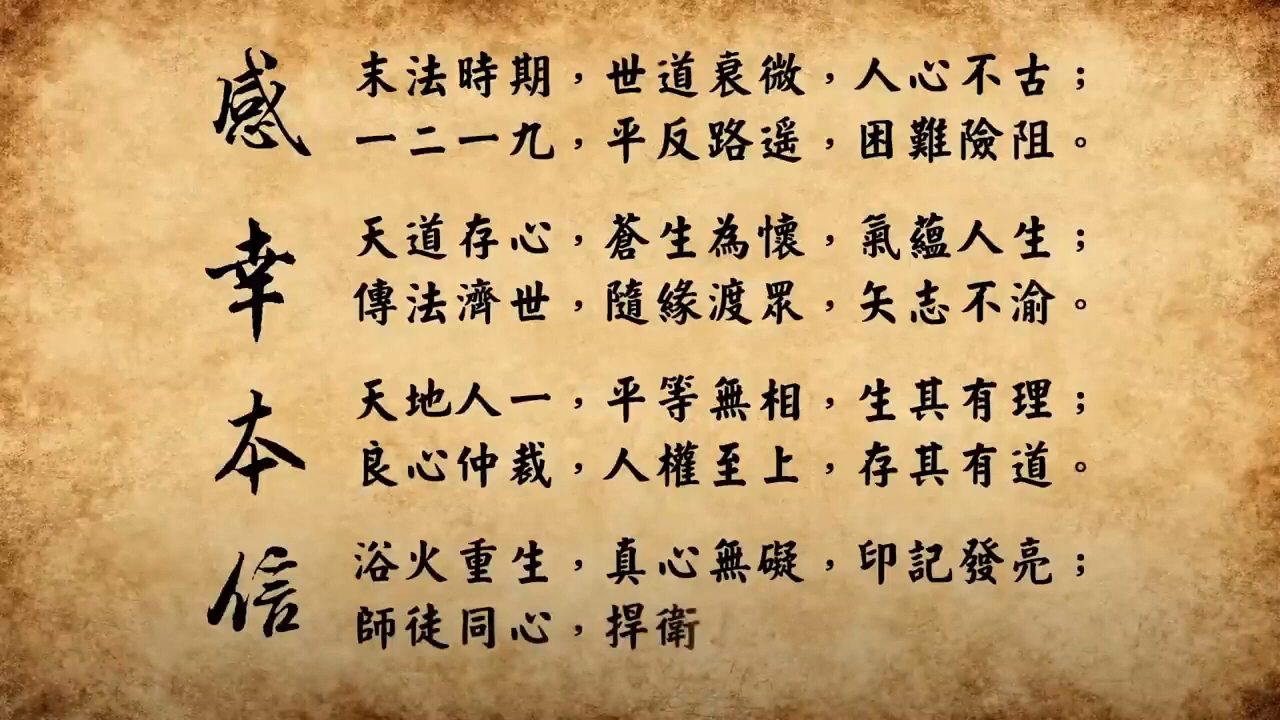 感
末法時期，世道衰微，人心不古；
一二一九，平反路遥，困難險阻。
幸
天道存心，蒼生為懷，氣蘊人生；
傳法濟世，隨緣渡眾，矢志不渝。
本
天地人一，平等無相，生其有理；
良心仲裁，人權至上，存其有道。
信
浴火重生，真心無礙，印記發亮；
師徒同心，捍衛